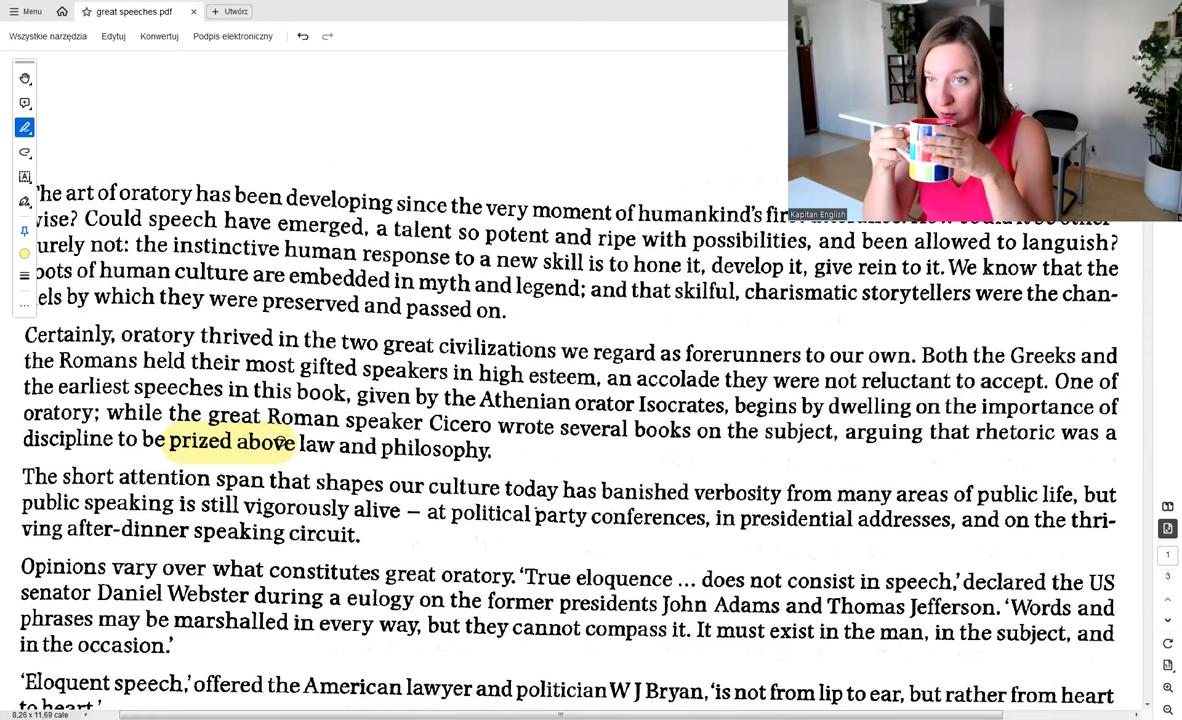 Menu
great speeches.pdf
Utwórz
Wszystkie narzędzia
Edytuj
Konwertuj
Podpis elektroniczny
Kapitan English
The art of oratory has been developing since the very moment of humankind's
wise? Could speech have emerged, a talent so potent and ripe with possibilities, and been allowed to languish?
Surely not: the instinctive human response to a new skill is to hone it, develop it, give rein to it. We know that the
roots of human culture are embedded in myth and legend; and that skilful, charismatic storytellers were the chan-
nels by which they were preserved and passed on.
Certainly, oratory thrived in the two great civilizations we regard as forerunners to our own. Both the Greeks and
the Romans held their most gifted speakers in high esteem, an accolade they were not reluctant to accept. One of
the earliest speeches in this book, given by the Athenian orator Isocrates, begins by dwelling on the importance of
oratory; while the great Roman speaker Cicero wrote several books on the subject, arguing that rhetoric was a
discipline to be prized above law and philosophy.
The short attention span that shapes our culture today has banished verbosity from many areas of public life, but
public speaking is still vigorously alive – at political party conferences, in presidential addresses, and on the thri-
ving after-dinner speaking circuit.
Opinions vary over what constitutes great oratory. 'True eloquence ... does not consist in speech,' declared the US
senator Daniel Webster during a eulogy on the former presidents John Adams and Thomas Jefferson. 'Words and
phrases may be marshalled in every way, but they cannot compass it. It must exist in the man, in the subject, and
in the occasion.'
'Eloquent speech,' offered the American lawyer and politician W J Bryan, 'is not from lip to ear, but rather from heart
to heart.'
1
3
8,26 x 11,69 cale